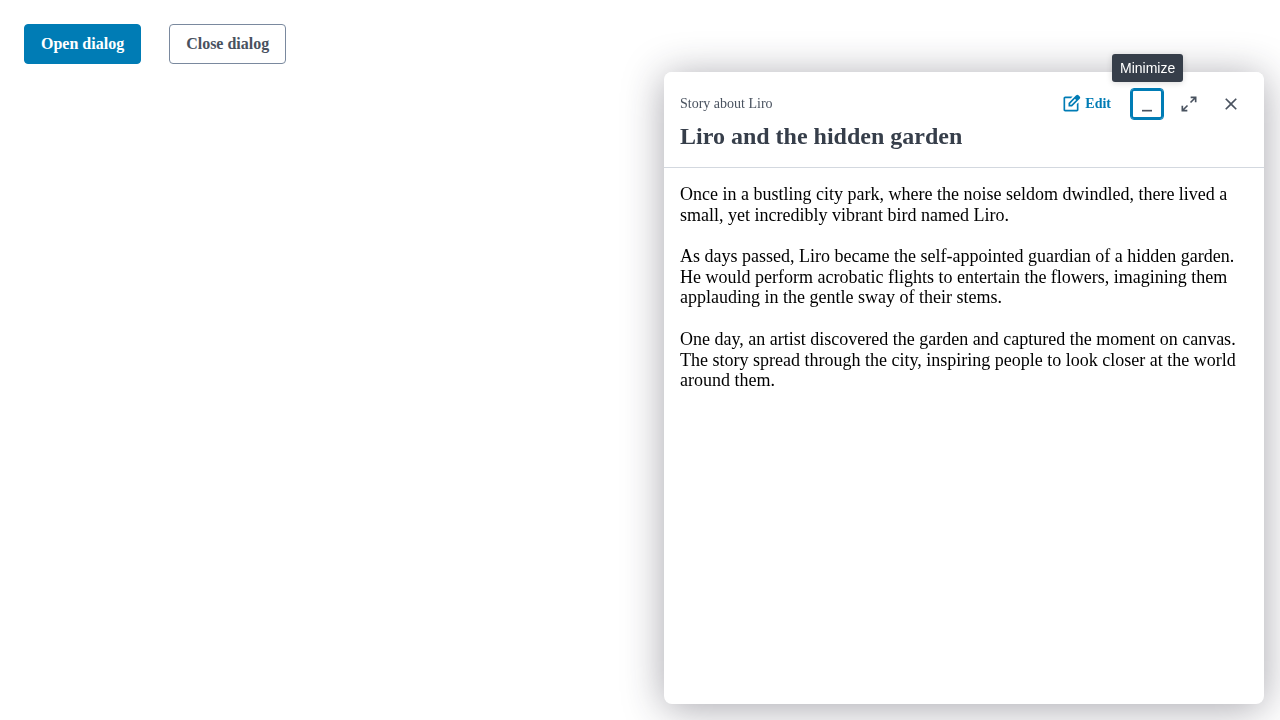 Open dialog
Close dialog
Minimize
Story about Liro
Edit
Liro and the hidden garden
Once in a bustling city park, where the noise seldom dwindled, there lived a
small, yet incredibly vibrant bird named Liro.
As days passed, Liro became the self-appointed guardian of a hidden garden.
He would perform acrobatic flights to entertain the flowers, imagining them
applauding in the gentle sway of their stems.
One day, an artist discovered the garden and captured the moment on canvas.
The story spread through the city, inspiring people to look closer at the world
around them.